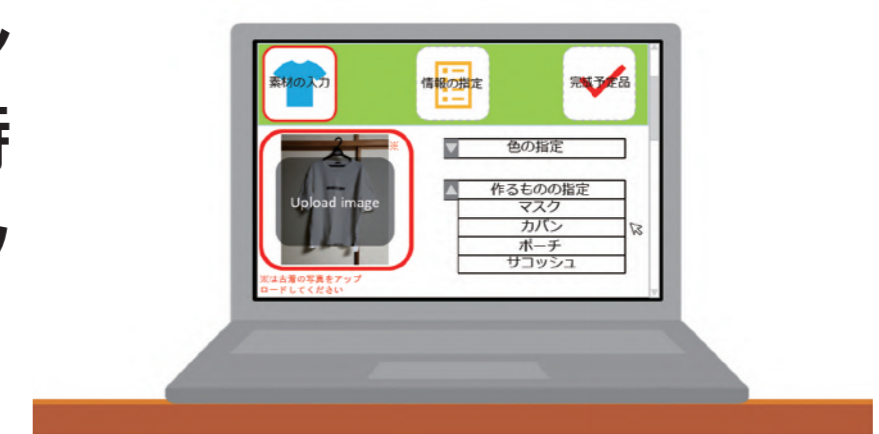 素材の入力
情報の指定
完成予定品
※
Upload image
色の指定
作るものの指定
マスク
カバン
ポーチ
サコッシュ
※は古着の写真をアップ
ロードしてください